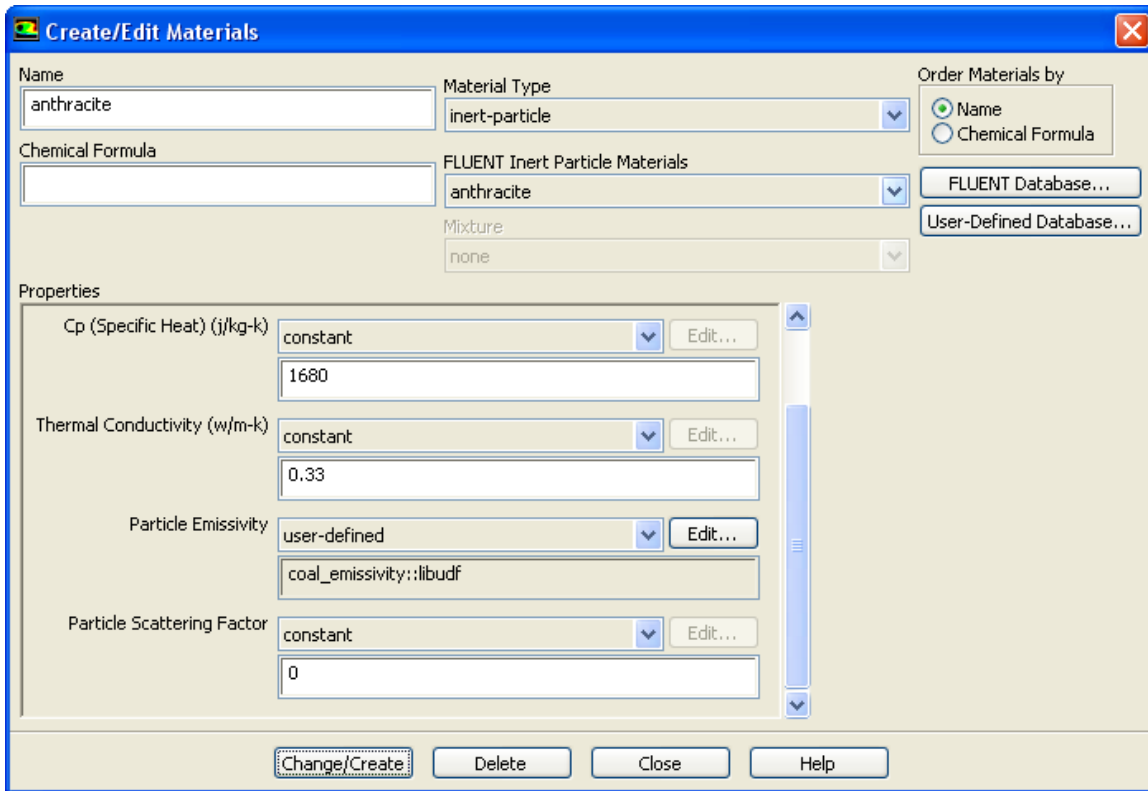 Create/Edit Materials
Name
anthracite
Chemical Formula
Material Type
inert-particle
FLUENT Inert Particle Materials
anthracite
Mixture
none
Order Materials by
Name
Chemical Formula
FLUENT Database...
User-Defined Database...
Properties
Cp (Specific Heat) (j/kg-k)
constant
Edit...
1680
Thermal Conductivity (w/m-k)
constant
Edit...
0.33
Particle Emissivity
user-defined
Edit...
coal_emissivity::libudf
Particle Scattering Factor
constant
Edit...
0
Change/Create
Delete
Close
Help